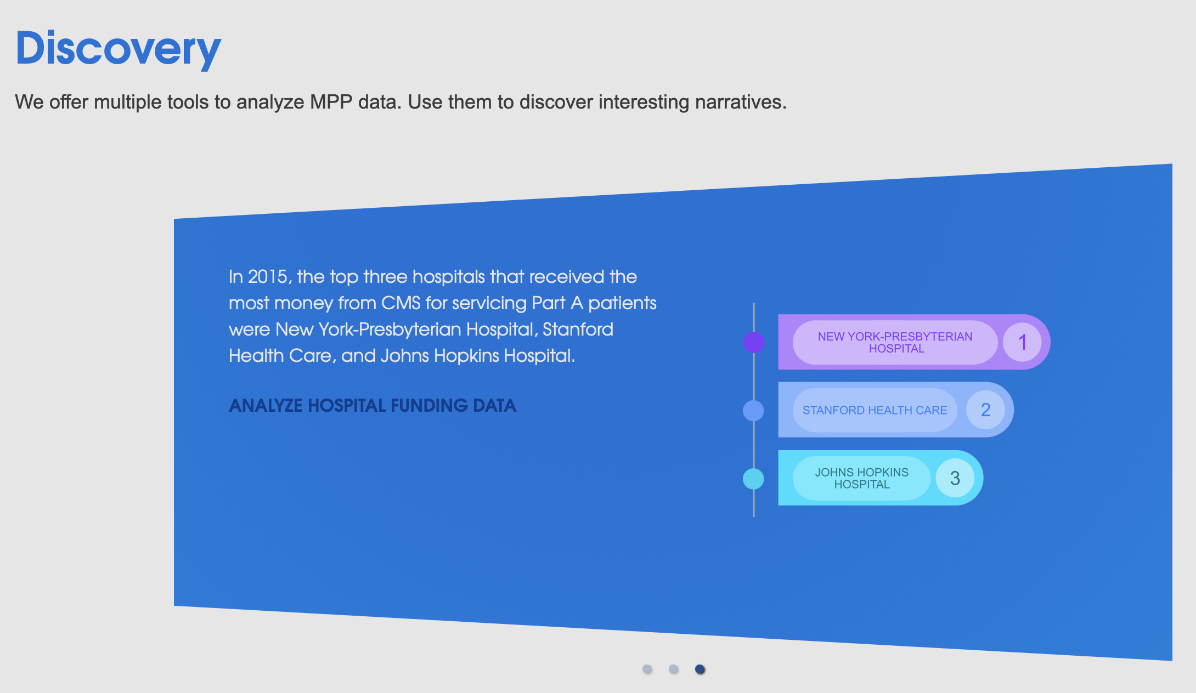 Discovery
We offer multiple tools to analyze MPP data. Use them to discover interesting narratives.
In 2015, the top three hospitals that received the
most money from CMS for servicing Part A patients
were New York-Presbyterian Hospital, Stanford
Health Care, and Johns Hopkins Hospital.
ANALYZE HOSPITAL FUNDING DATA
NEW YORK-PRESBYTERIAN
HOSPITAL
1
STANFORD HEALTH CARE
2
JOHNS HOPKINS
HOSPITAL
3